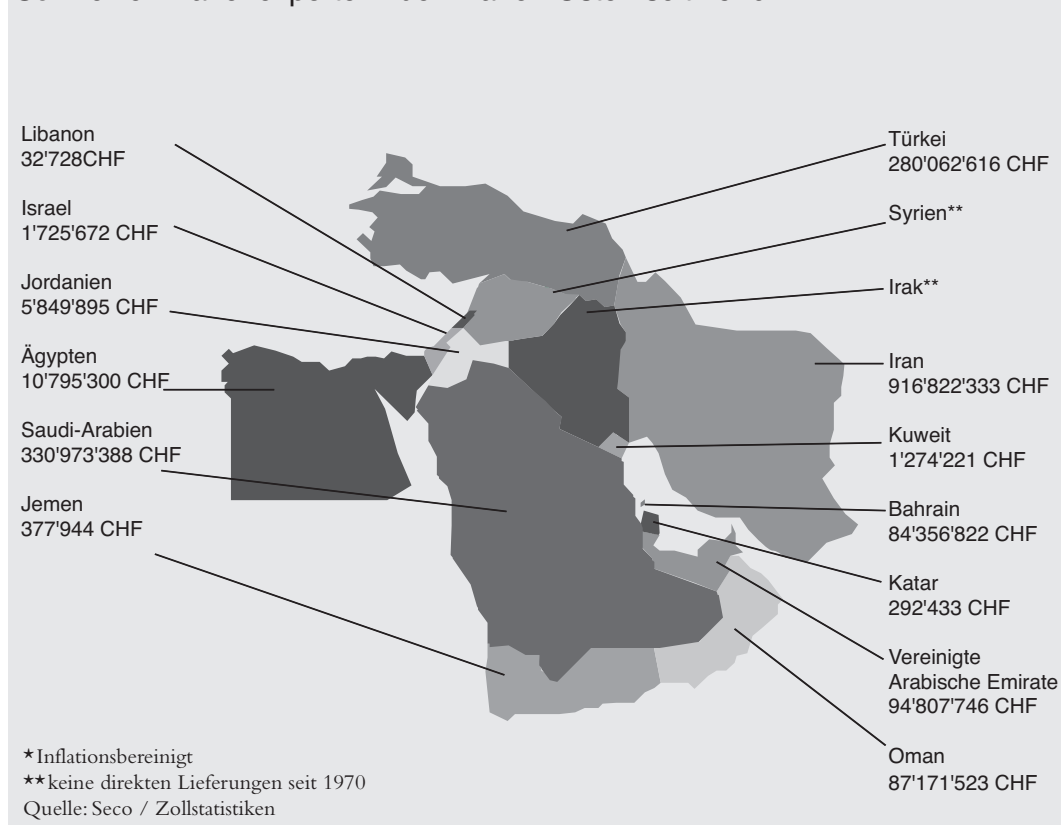 Libanon
32'728CHF
Israel
1'725'672 CHF
Jordanien
5'849'895 CHF
Ägypten
10'795'300 CHF
Saudi-Arabien
330'973'388 CHF
Jemen
377'944 CHF
Türkei
280'062'616 CHF
Syrien**
Irak**
Iran
916'822'333 CHF
Kuweit
1'274'221 CHF
Bahrain
84'356'822 CHF
Katar
292'433 CHF
Vereinigte
Arabische Emirate
94'807'746 CHF
Oman
87'171'523 CHF
*Inflationsbereinigt
**keine direkten Lieferungen seit 1970
Quelle: Seco / Zollstatistiken